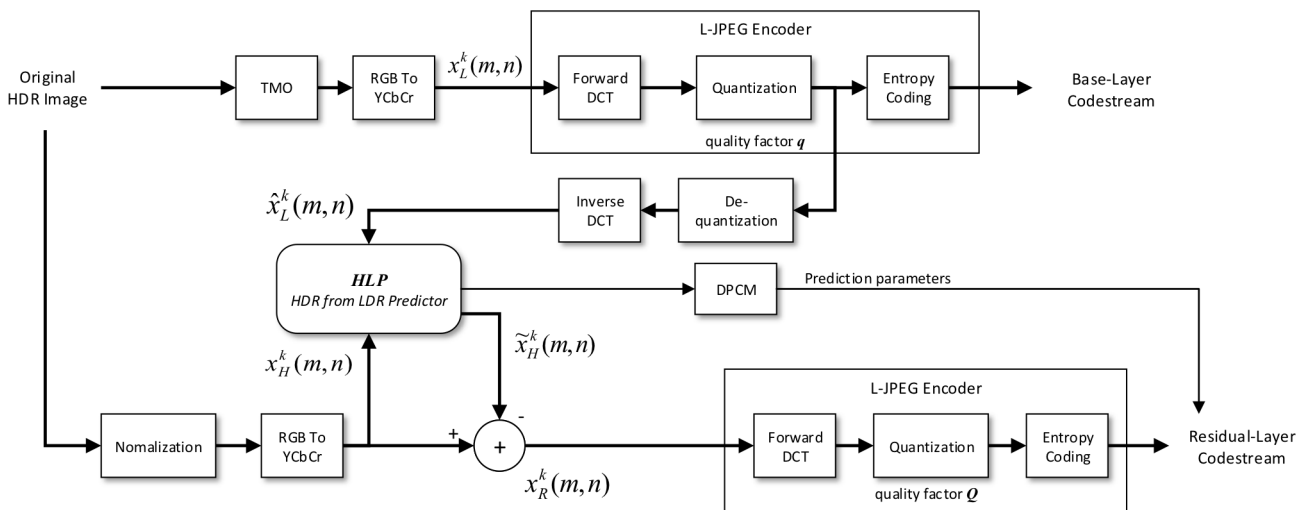 L-JPEG Encoder
Original
HDR Image
TMO
RGB To
YCbCr
x_L^k(m,n)
Forward
DCT
Quantization
Entropy
Coding
Base-Layer
Codestream
quality factor q
x̂_L^k(m,n)
Inverse
DCT
De-
quantization
HLP
HDR from LDR Predictor
DPCM
Prediction parameters
x_H^k(m,n)
x̃_H^k(m,n)
L-JPEG Encoder
Nomalization
RGB To
YCbCr
+
-
+
x_R^k(m,n)
Forward
DCT
Quantization
Entropy
Coding
Residual-Layer
Codestream
quality factor Q